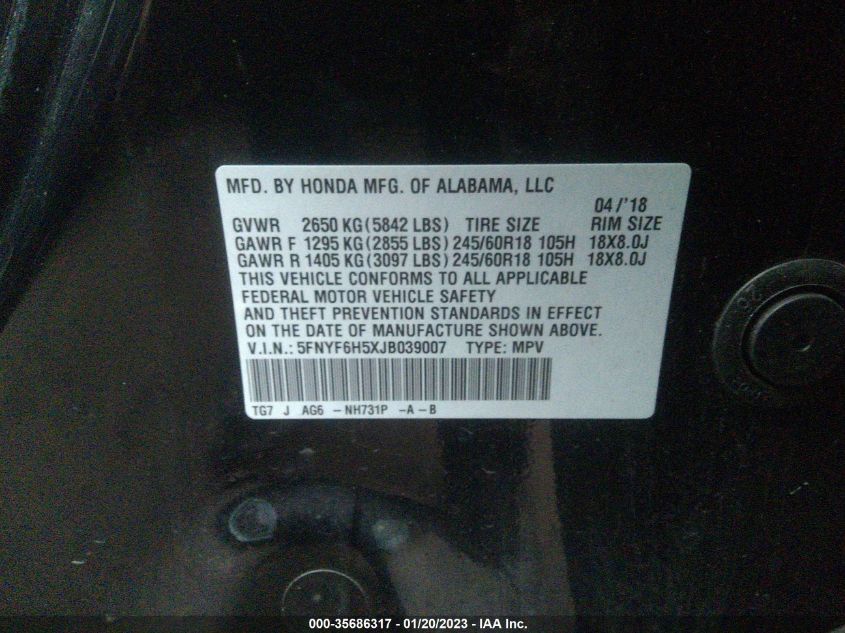 MFD. BY HONDA MFG. OF ALABAMA, LLC
04/'18
GVWR 2650 KG(5842 LBS) TIRE SIZE RIM SIZE
GAWR F 1295 KG(2855 LBS)245/60R18 105H 18X8.0J
GAWR R 1405 KG(3097 LBS)245/60R18 105H 18X8.0J
THIS VEHICLE CONFORMS TO ALL APPLICABLE
FEDERAL MOTOR VEHICLE SAFETY
AND THEFT PREVENTION STANDARDS IN EFFECT
ON THE DATE OF MANUFACTURE SHOWN ABOVE.
V.I.N.: 5FNYF6H5XJB039007 TYPE: MPV
TG7 J AG6 -NH731P -A-B
000-35686317 - 01/20/2023 - IAA Inc.